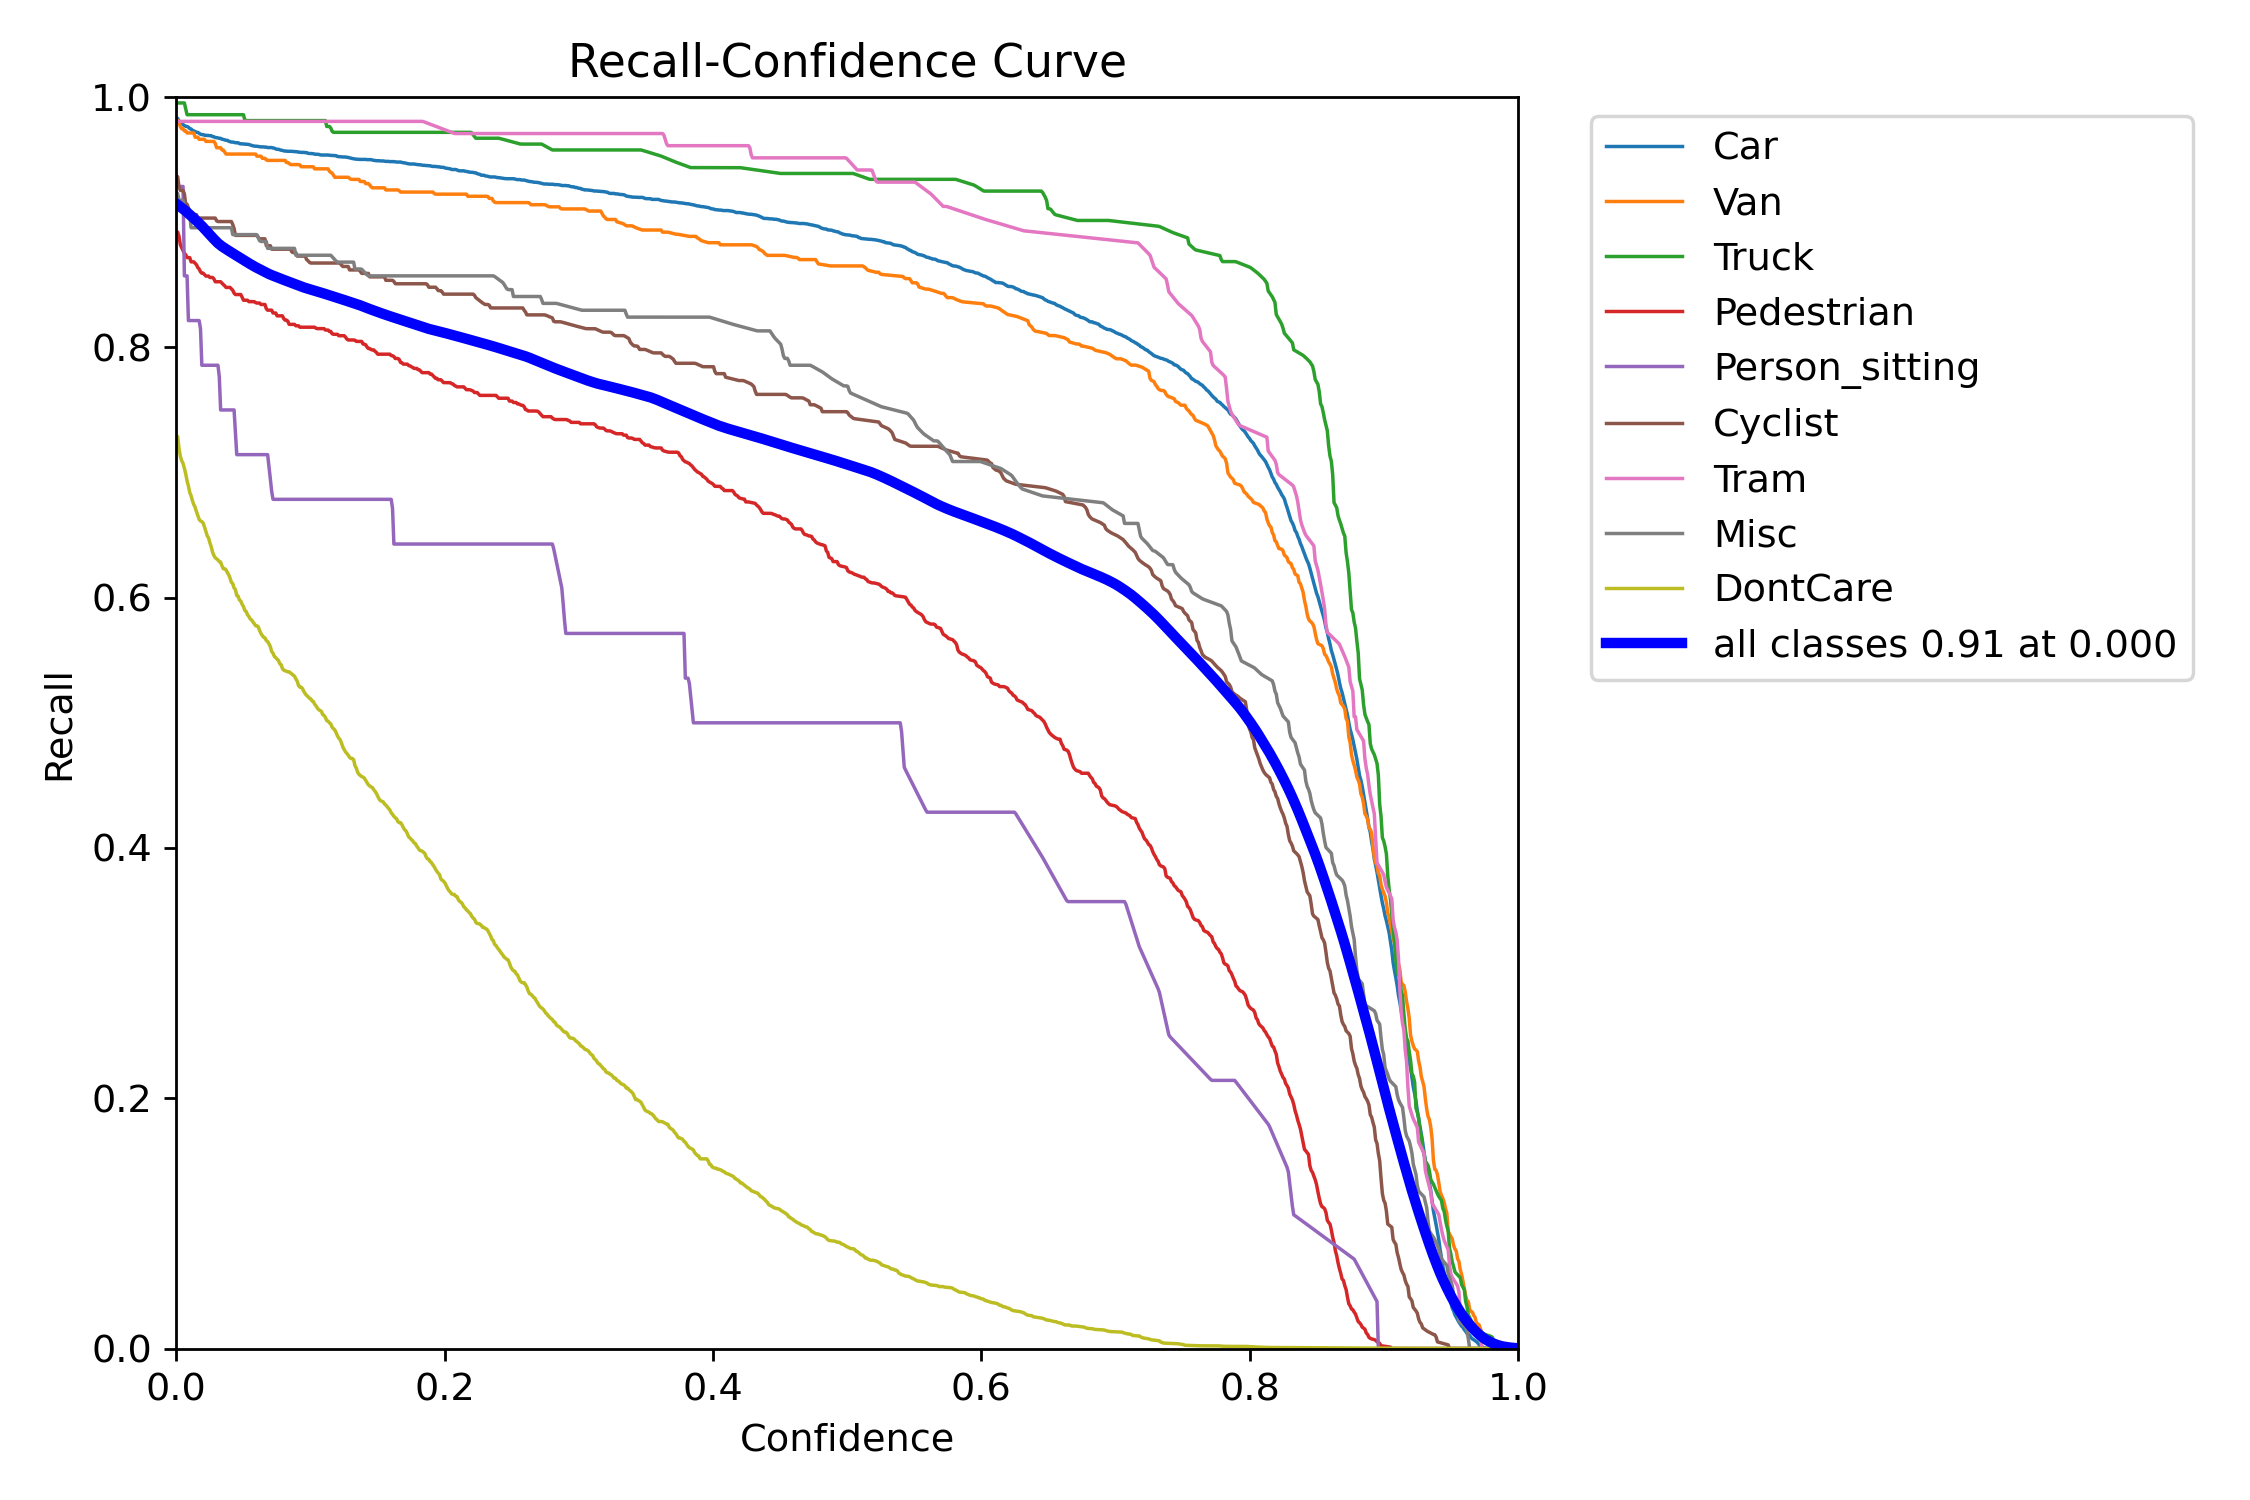 Recall-Confidence Curve
1.0
0.8
0.6
0.4
0.2
0.0
Recall
0.0 0.2 0.4 0.6 0.8 1.0
Confidence
Car
Van
Truck
Pedestrian
Person_sitting
Cyclist
Tram
Misc
DontCare
all classes 0.91 at 0.000